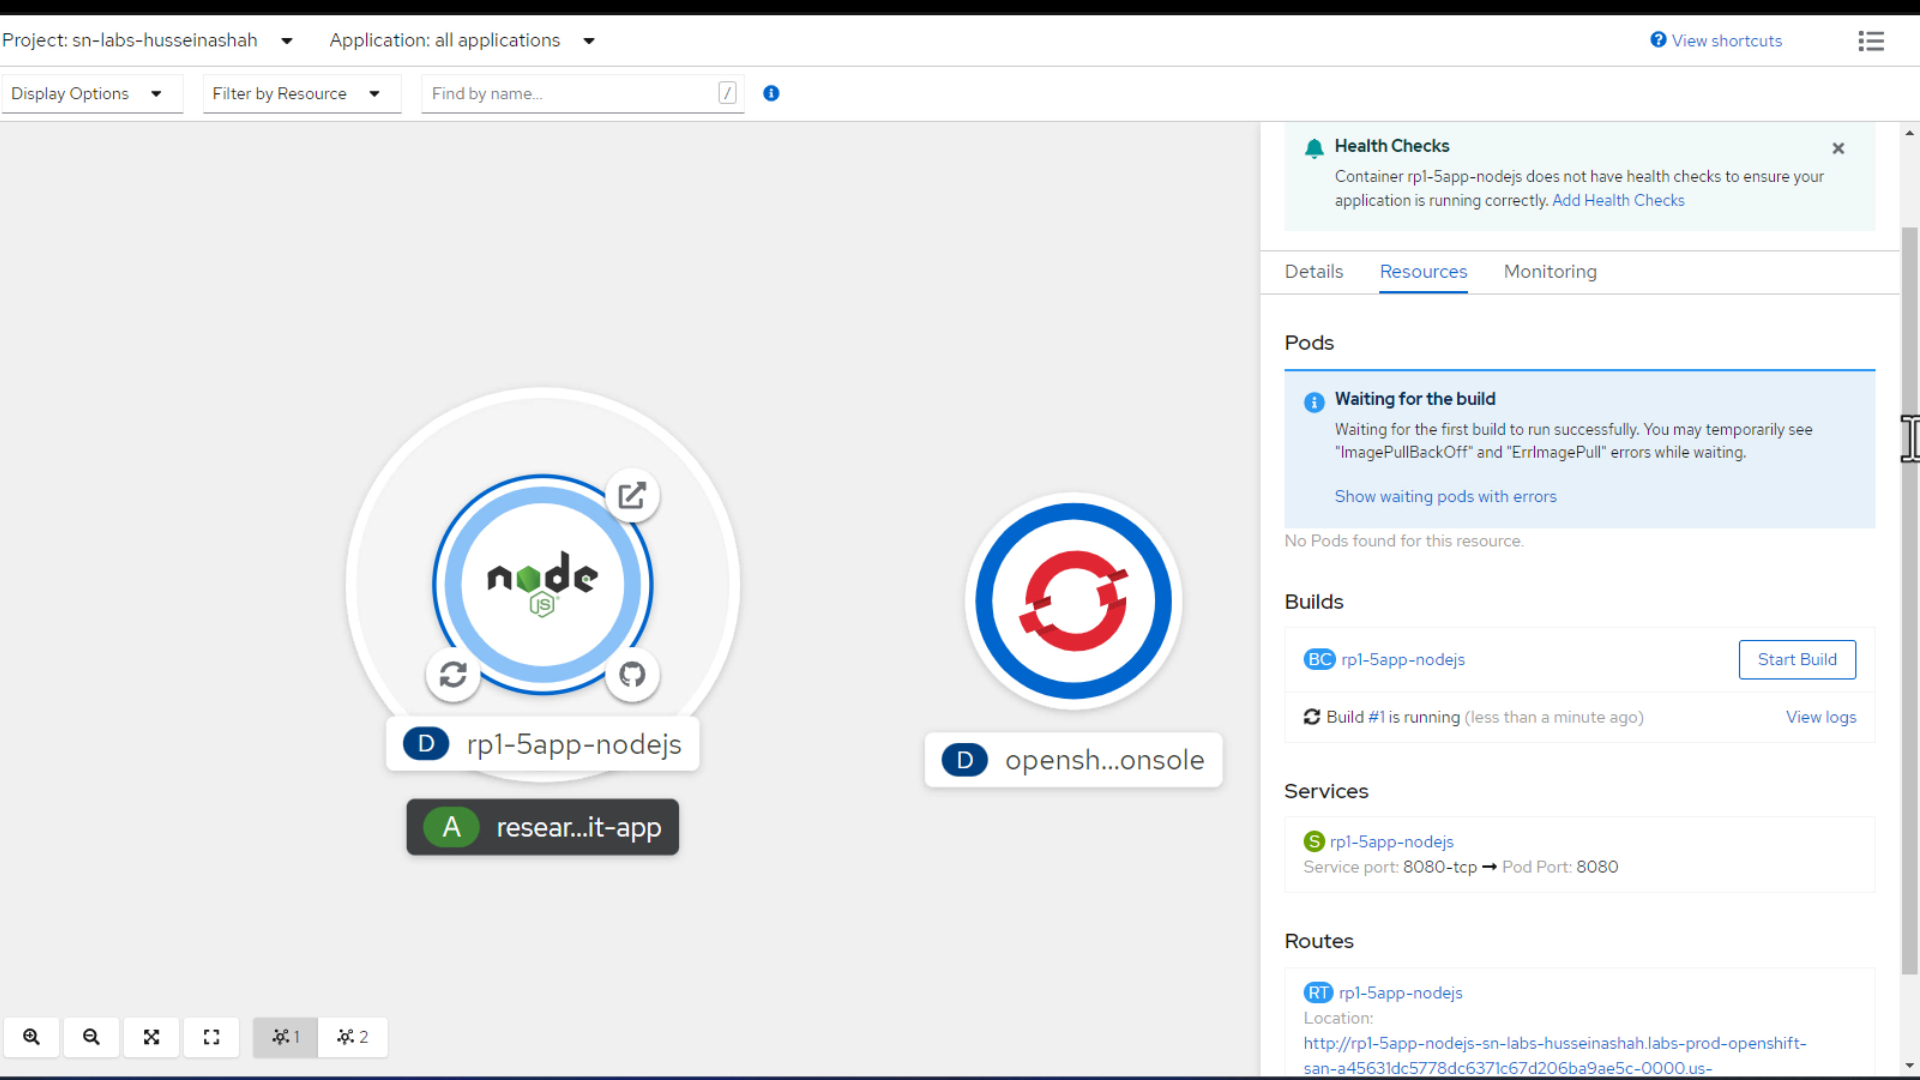 Project: sn-labs-husseinashah
Application: all applications
View shortcuts
Display Options
Filter by Resource
Find by name...
/
Health Checks
Container rp1-5app-nodejs does not have health checks to ensure your
application is running correctly. Add Health Checks
Details
Resources
Monitoring
Pods
Waiting for the build
Waiting for the first build to run successfully. You may temporarily see
"ImagePullBackOff" and "ErrImagePull" errors while waiting.
Show waiting pods with errors
No Pods found for this resource.
Builds
BC rp1-5app-nodejs
Start Build
Build #1 is running (less than a minute ago)
View logs
Services
S rp1-5app-nodejs
Service port: 8080-tcp → Pod Port: 8080
Routes
RT rp1-5app-nodejs
Location:
http://rp1-5app-nodejs-sn-labs-husseinashah.labs-prod-openshift-
san-a45631dc5778dc6371c67d206ba9ae5c-0000.us-
node
JS
D rp1-5app-nodejs
A resear...it-app
D opensh...onsole
1
2